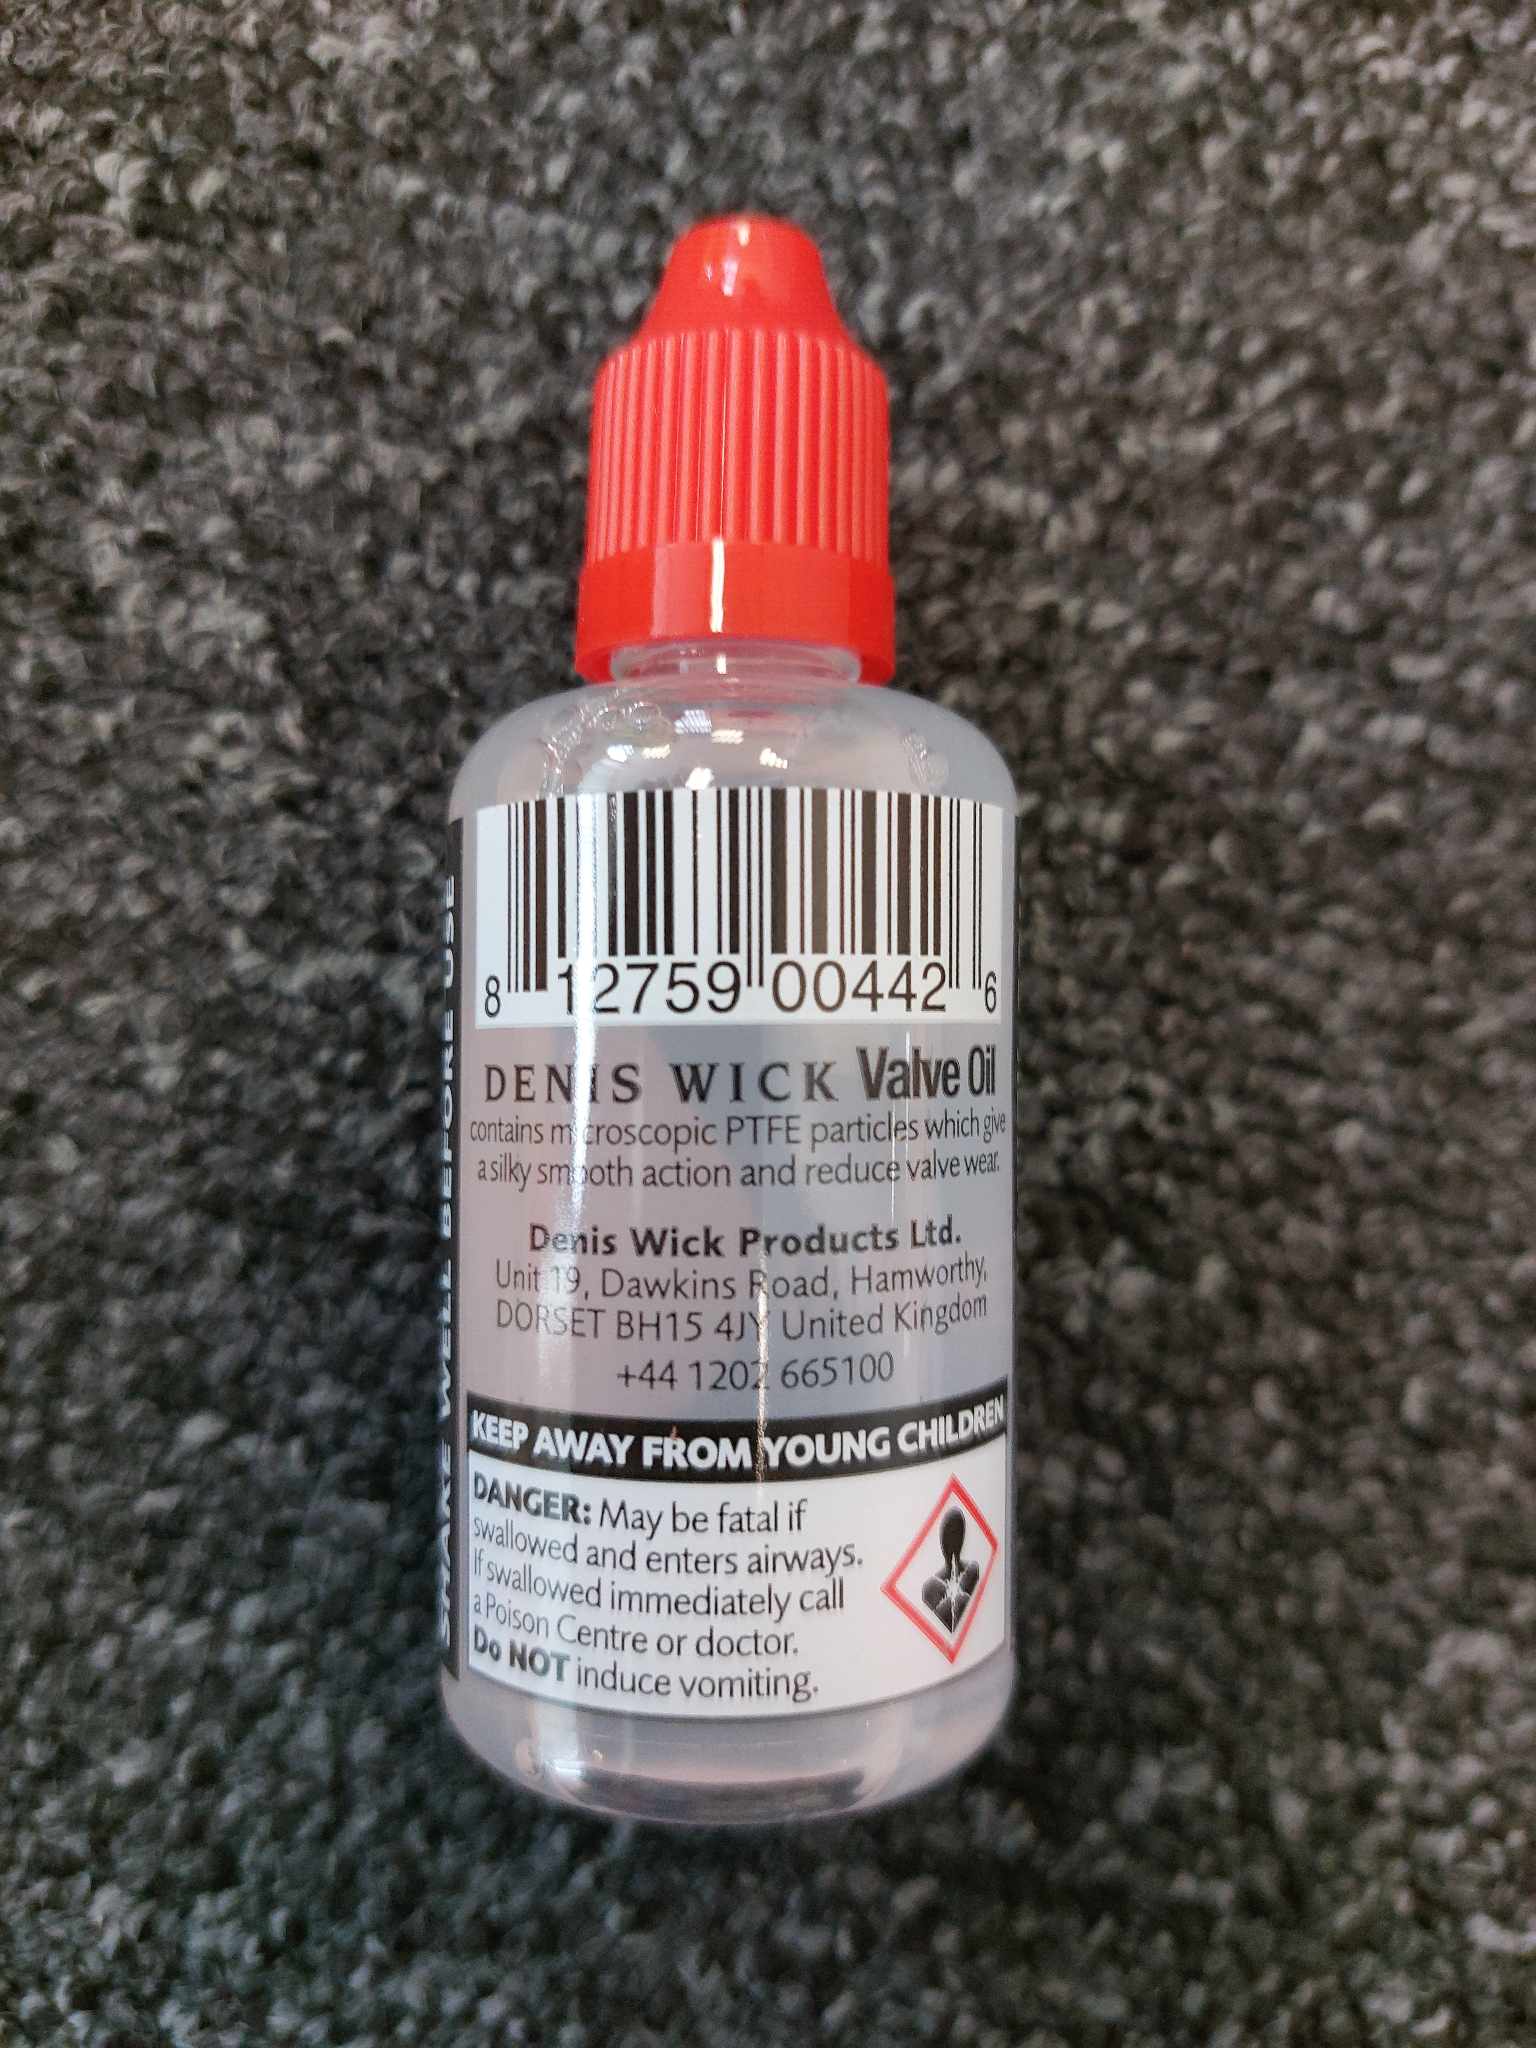 8 12759 00442 6
DENIS WICK Valve Oil
contains microscopic PTFE particles which give
a silky smooth action and reduce valve wear.
Denis Wick Products Ltd.
Unit 19, Dawkins Road, Hamworthy,
DORSET BH15 4JY United Kingdom
+44 1202 665100
KEEP AWAY FROM YOUNG CHILDREN
DANGER: May be fatal if
swallowed and enters airways.
If swallowed immediately call
a Poison Centre or doctor.
Do NOT induce vomiting.
SHAKE WELL BEFORE USE